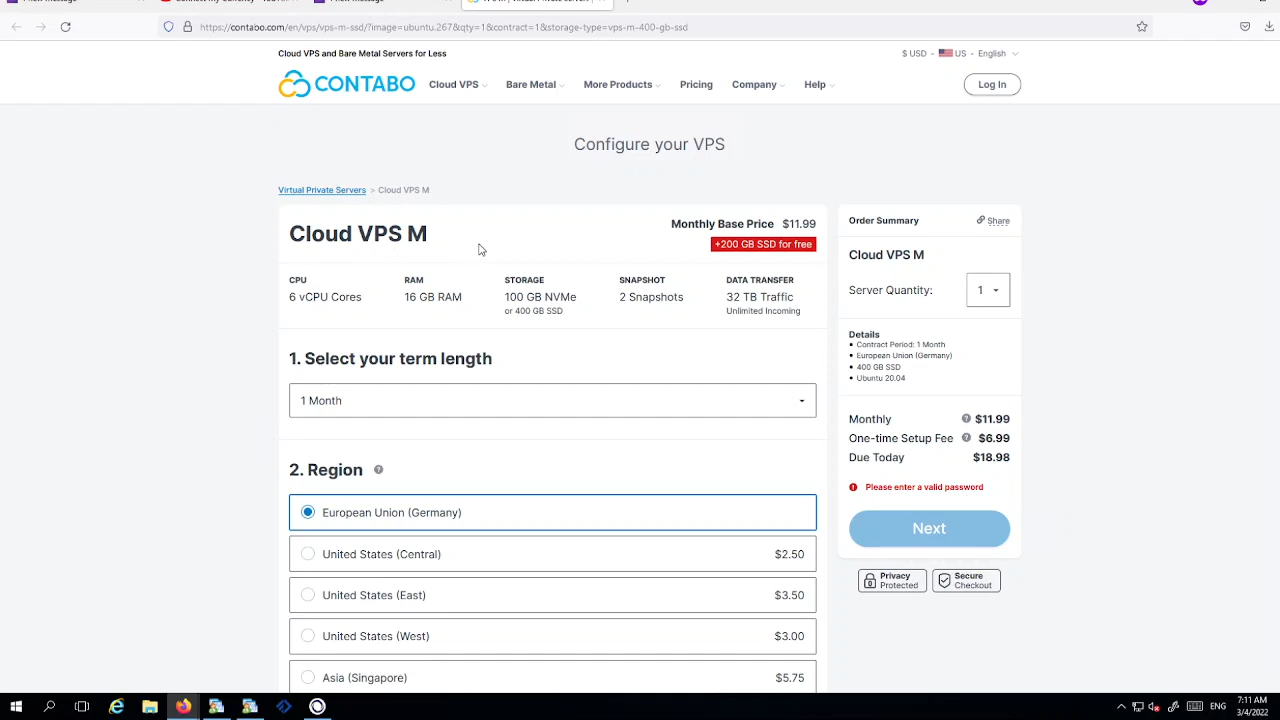 https://contabo.com/en/vps/vps-m-ssd/?image=ubuntu.267&qty=1&contract=1&storage-type=vps-m-400-gb-ssd
Cloud VPS and Bare Metal Servers for Less
$ USD - US - English
CONTABO
Cloud VPS
Bare Metal
More Products
Pricing
Company
Help
Log In
Configure your VPS
Virtual Private Servers > Cloud VPS M
Cloud VPS M
Monthly Base Price $11.99
+200 GB SSD for free
CPU
6 vCPU Cores
RAM
16 GB RAM
STORAGE
100 GB NVMe
or 400 GB SSD
SNAPSHOT
2 Snapshots
DATA TRANSFER
32 TB Traffic
Unlimited Incoming
1. Select your term length
1 Month
2. Region
European Union (Germany)
United States (Central) $2.50
United States (East) $3.50
United States (West) $3.00
Asia (Singapore) $5.75
Order Summary
Share
Cloud VPS M
Server Quantity: 1
Details
Contract Period: 1 Month
European Union (Germany)
400 GB SSD
Ubuntu 20.04
Monthly $11.99
One-time Setup Fee $6.99
Due Today $18.98
Please enter a valid password
Next
Privacy
Protected
Secure
Checkout
ENG
7:11 AM
3/4/2022